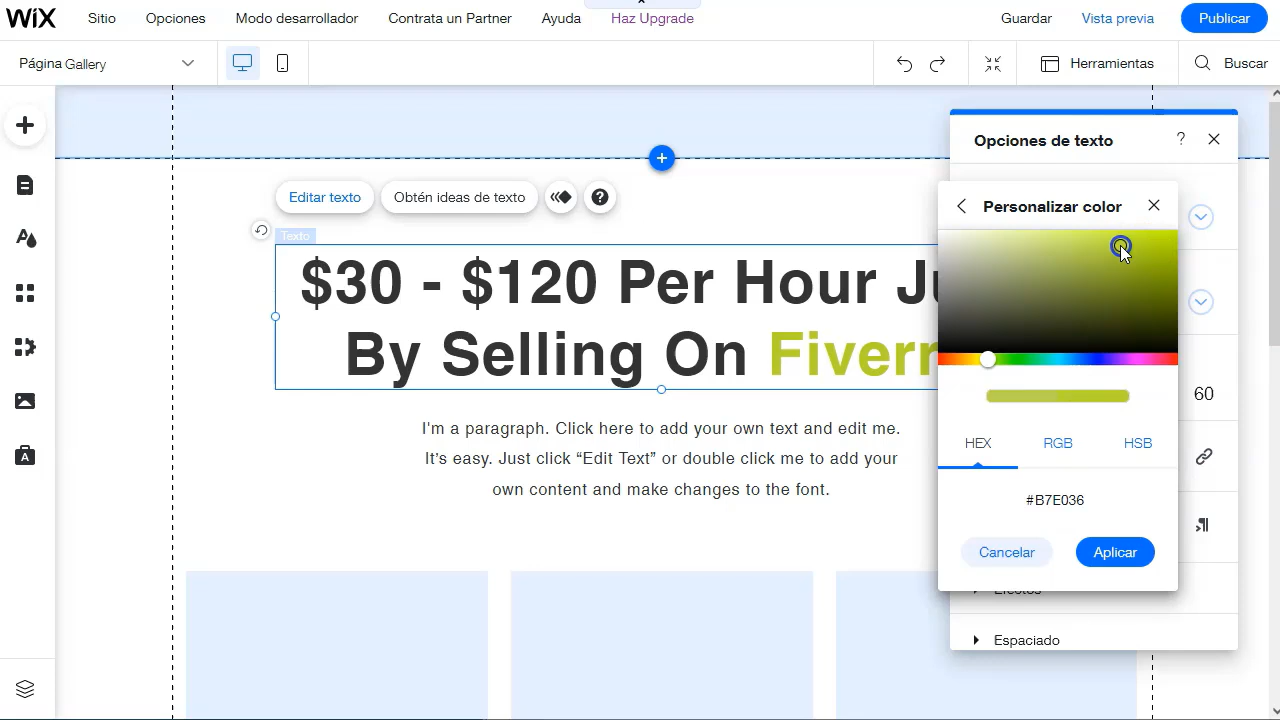 WiX Sitio Opciones Modo desarrollador Contrata un Partner Ayuda Haz Upgrade Guardar Vista previa Publicar
Página Gallery Herramientas Buscar
Opciones de texto ?
Editar texto Obtén ideas de texto ?
Personalizar color
Texto
$30 - $120 Per Hour Ju
By Selling On Fiverr
60
I'm a paragraph. Click here to add your own text and edit me.
It's easy. Just click “Edit Text” or double click me to add your
own content and make changes to the font.
HEX RGB HSB
#B7E036
Cancelar Aplicar
Efectos
Espaciado